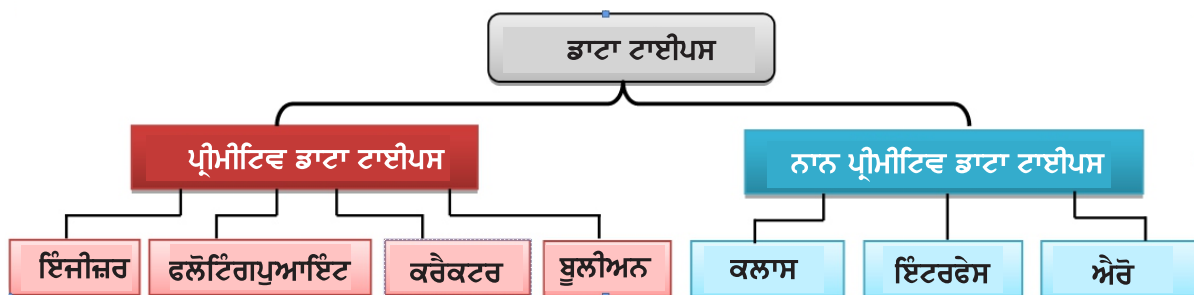 ਡਾਟਾ ਟਾਈਪਸ
ਪ੍ਰੀਮੀਟਿਵ ਡਾਟਾ ਟਾਈਪਸ
ਨਾਨ ਪ੍ਰੀਮੀਟਿਵ ਡਾਟਾ ਟਾਈਪਸ
ਇੰਜੀਜ਼ਰ
ਫਲੋਟਿੰਗਪੁਆਇੰਟ
ਕਰੈਕਟਰ
ਬੂਲੀਅਨ
ਕਲਾਸ
ਇੰਟਰਫੇਸ
ਐਰੋ